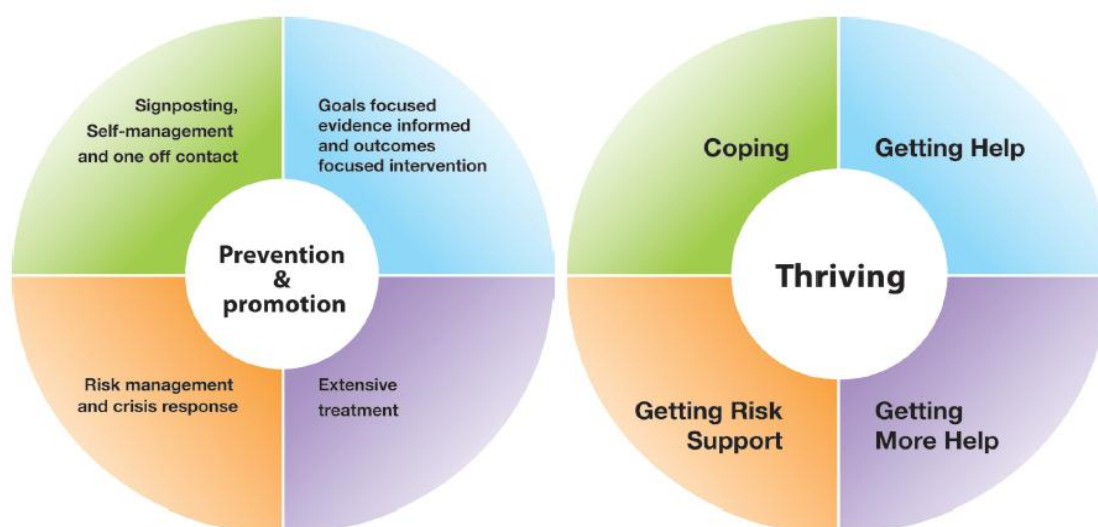 Signposting,
Self-management
and one off contact
Goals focused
evidence informed
and outcomes
focused intervention
Prevention
&
promotion
Risk management
and crisis response
Extensive
treatment
Coping
Getting Help
Thriving
Getting Risk
Support
Getting
More Help